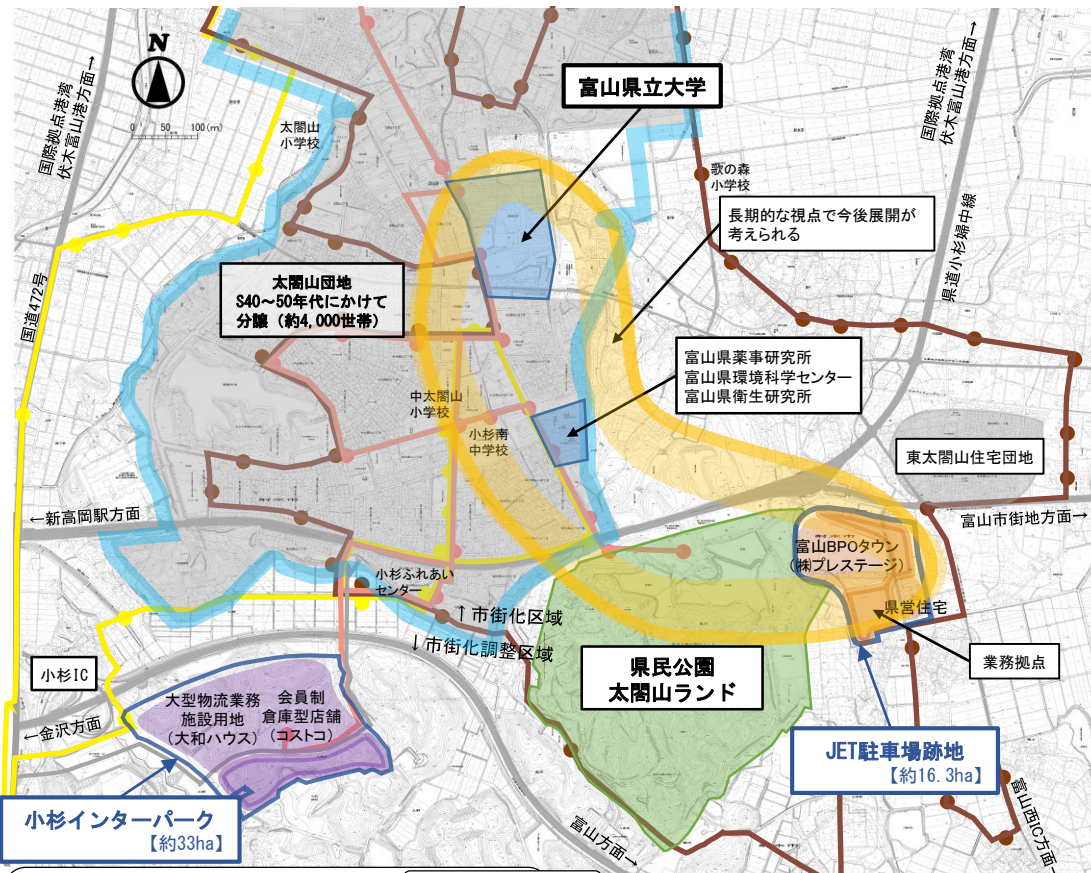 国際拠点港湾
伏木富山港方面→
N
0 50 100(m)
太閤山
小学校
富山県立大学
国際拠点港湾
伏木富山港方面→
歌の森
小学校
長期的な視点で今後展開が
考えられる
県道小杉婦中線
太閤山団地
S40～50年代にかけて
分譲（約4,000世帯）
国道472号
富山県薬事研究所
富山県環境科学センター
富山県衛生研究所
中太閤山
小学校
小杉南
中学校
東太閤山住宅団地
←新高岡駅方面
富山市街地方面→
富山BPOタウン
（㈱プレステージ）
小杉ふれあい
センター
県営住宅
↑市街化区域
↓市街化調整区域
業務拠点
県民公園
太閤山ランド
小杉IC
←金沢方面
大型物流業務
施設用地
（大和ハウス）
会員制
倉庫型店舗
（コストコ）
JET駐車場跡地
【約16.3ha】
小杉インターパーク
【約33ha】
富山方面→
富山西IC方面→